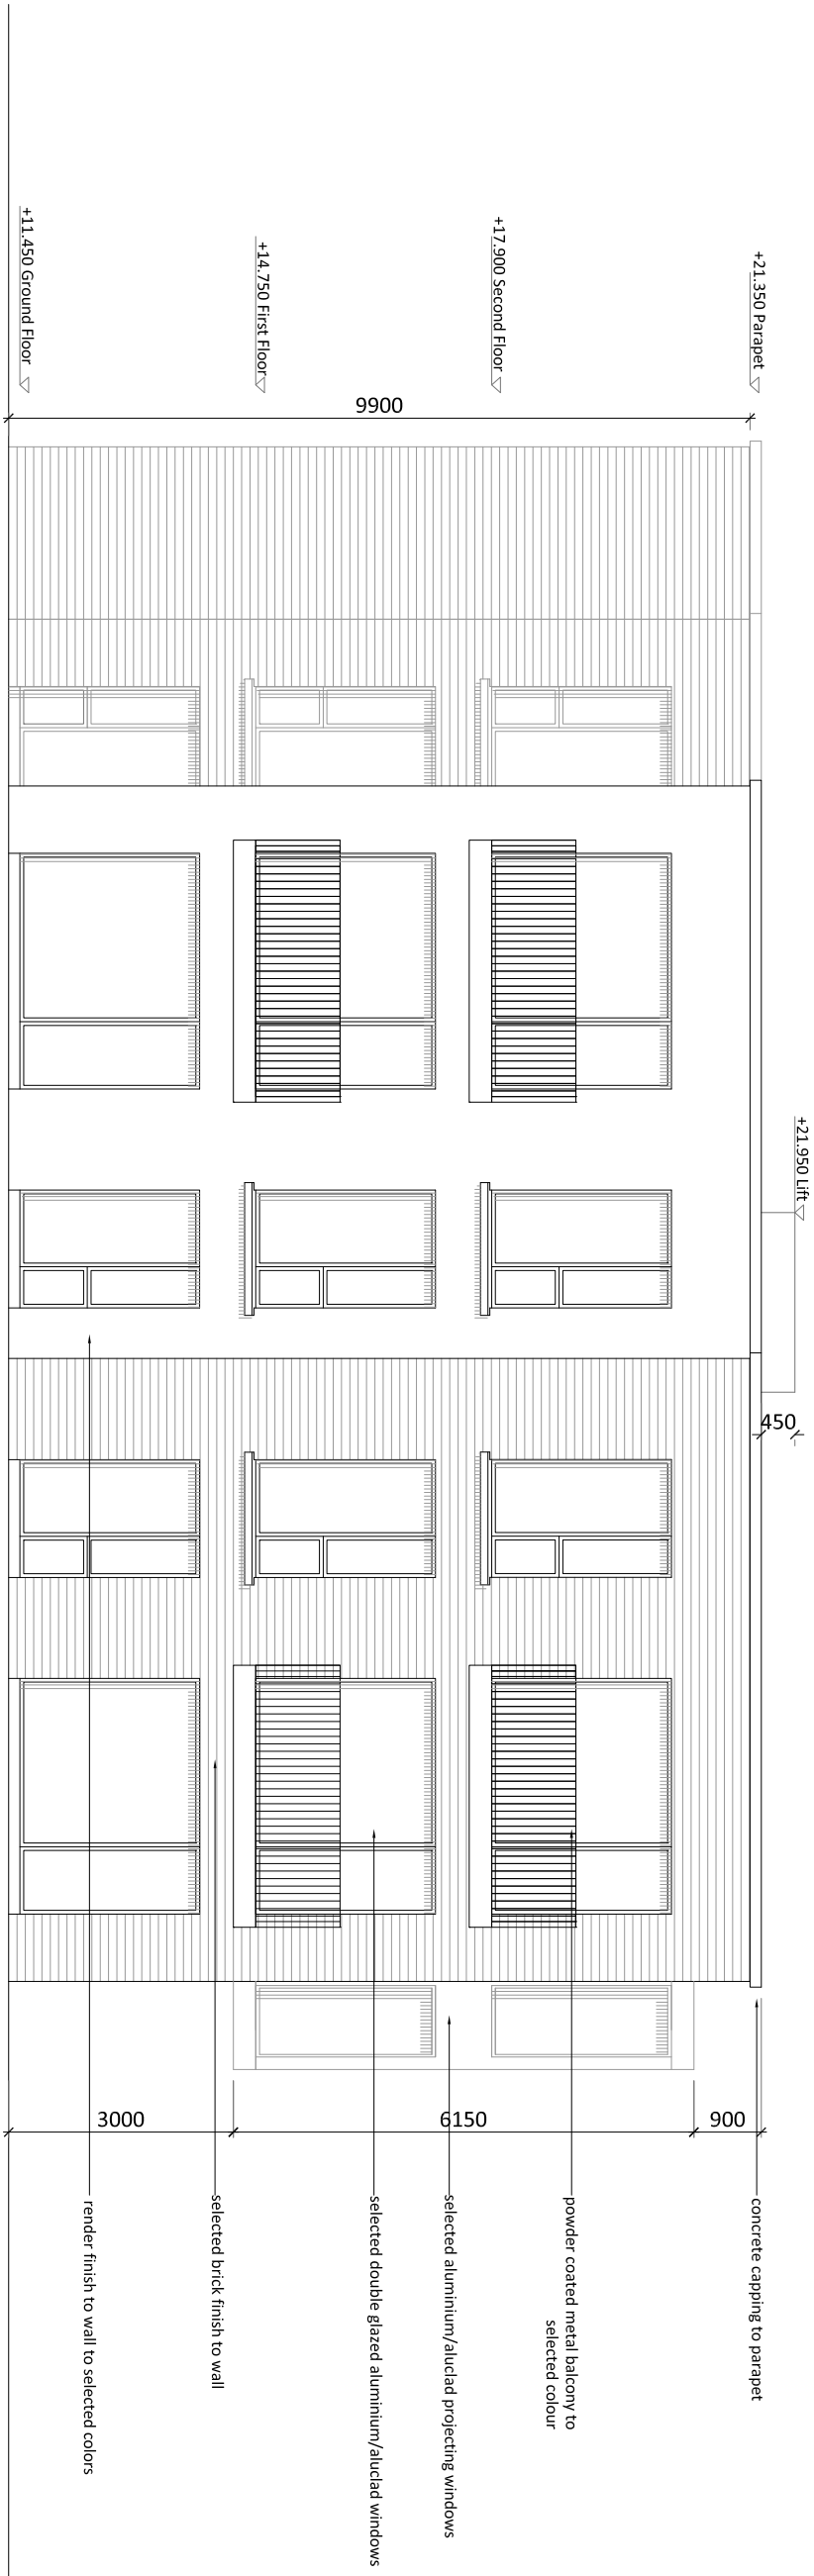 +21.950 Lift
+21.350 Parapet
+17.900 Second Floor
+14.750 First Floor
+11.450 Ground Floor
9900
450
900
6150
3000
concrete capping to parapet
powder coated metal balcony to
selected colour
selected aluminium/aluclad projecting windows
selected double glazed aluminium/aluclad windows
selected brick finish to wall
render finish to wall to selected colors